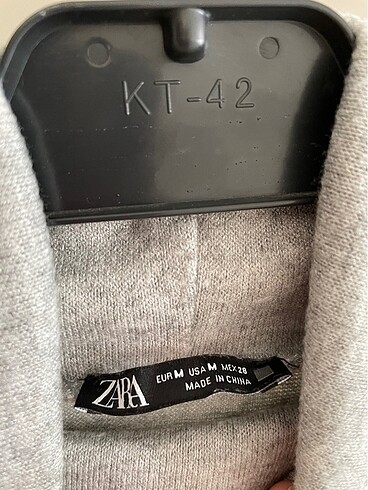 KT-42
ZARA
EUR M USA M MEX 28
MADE IN CHINA